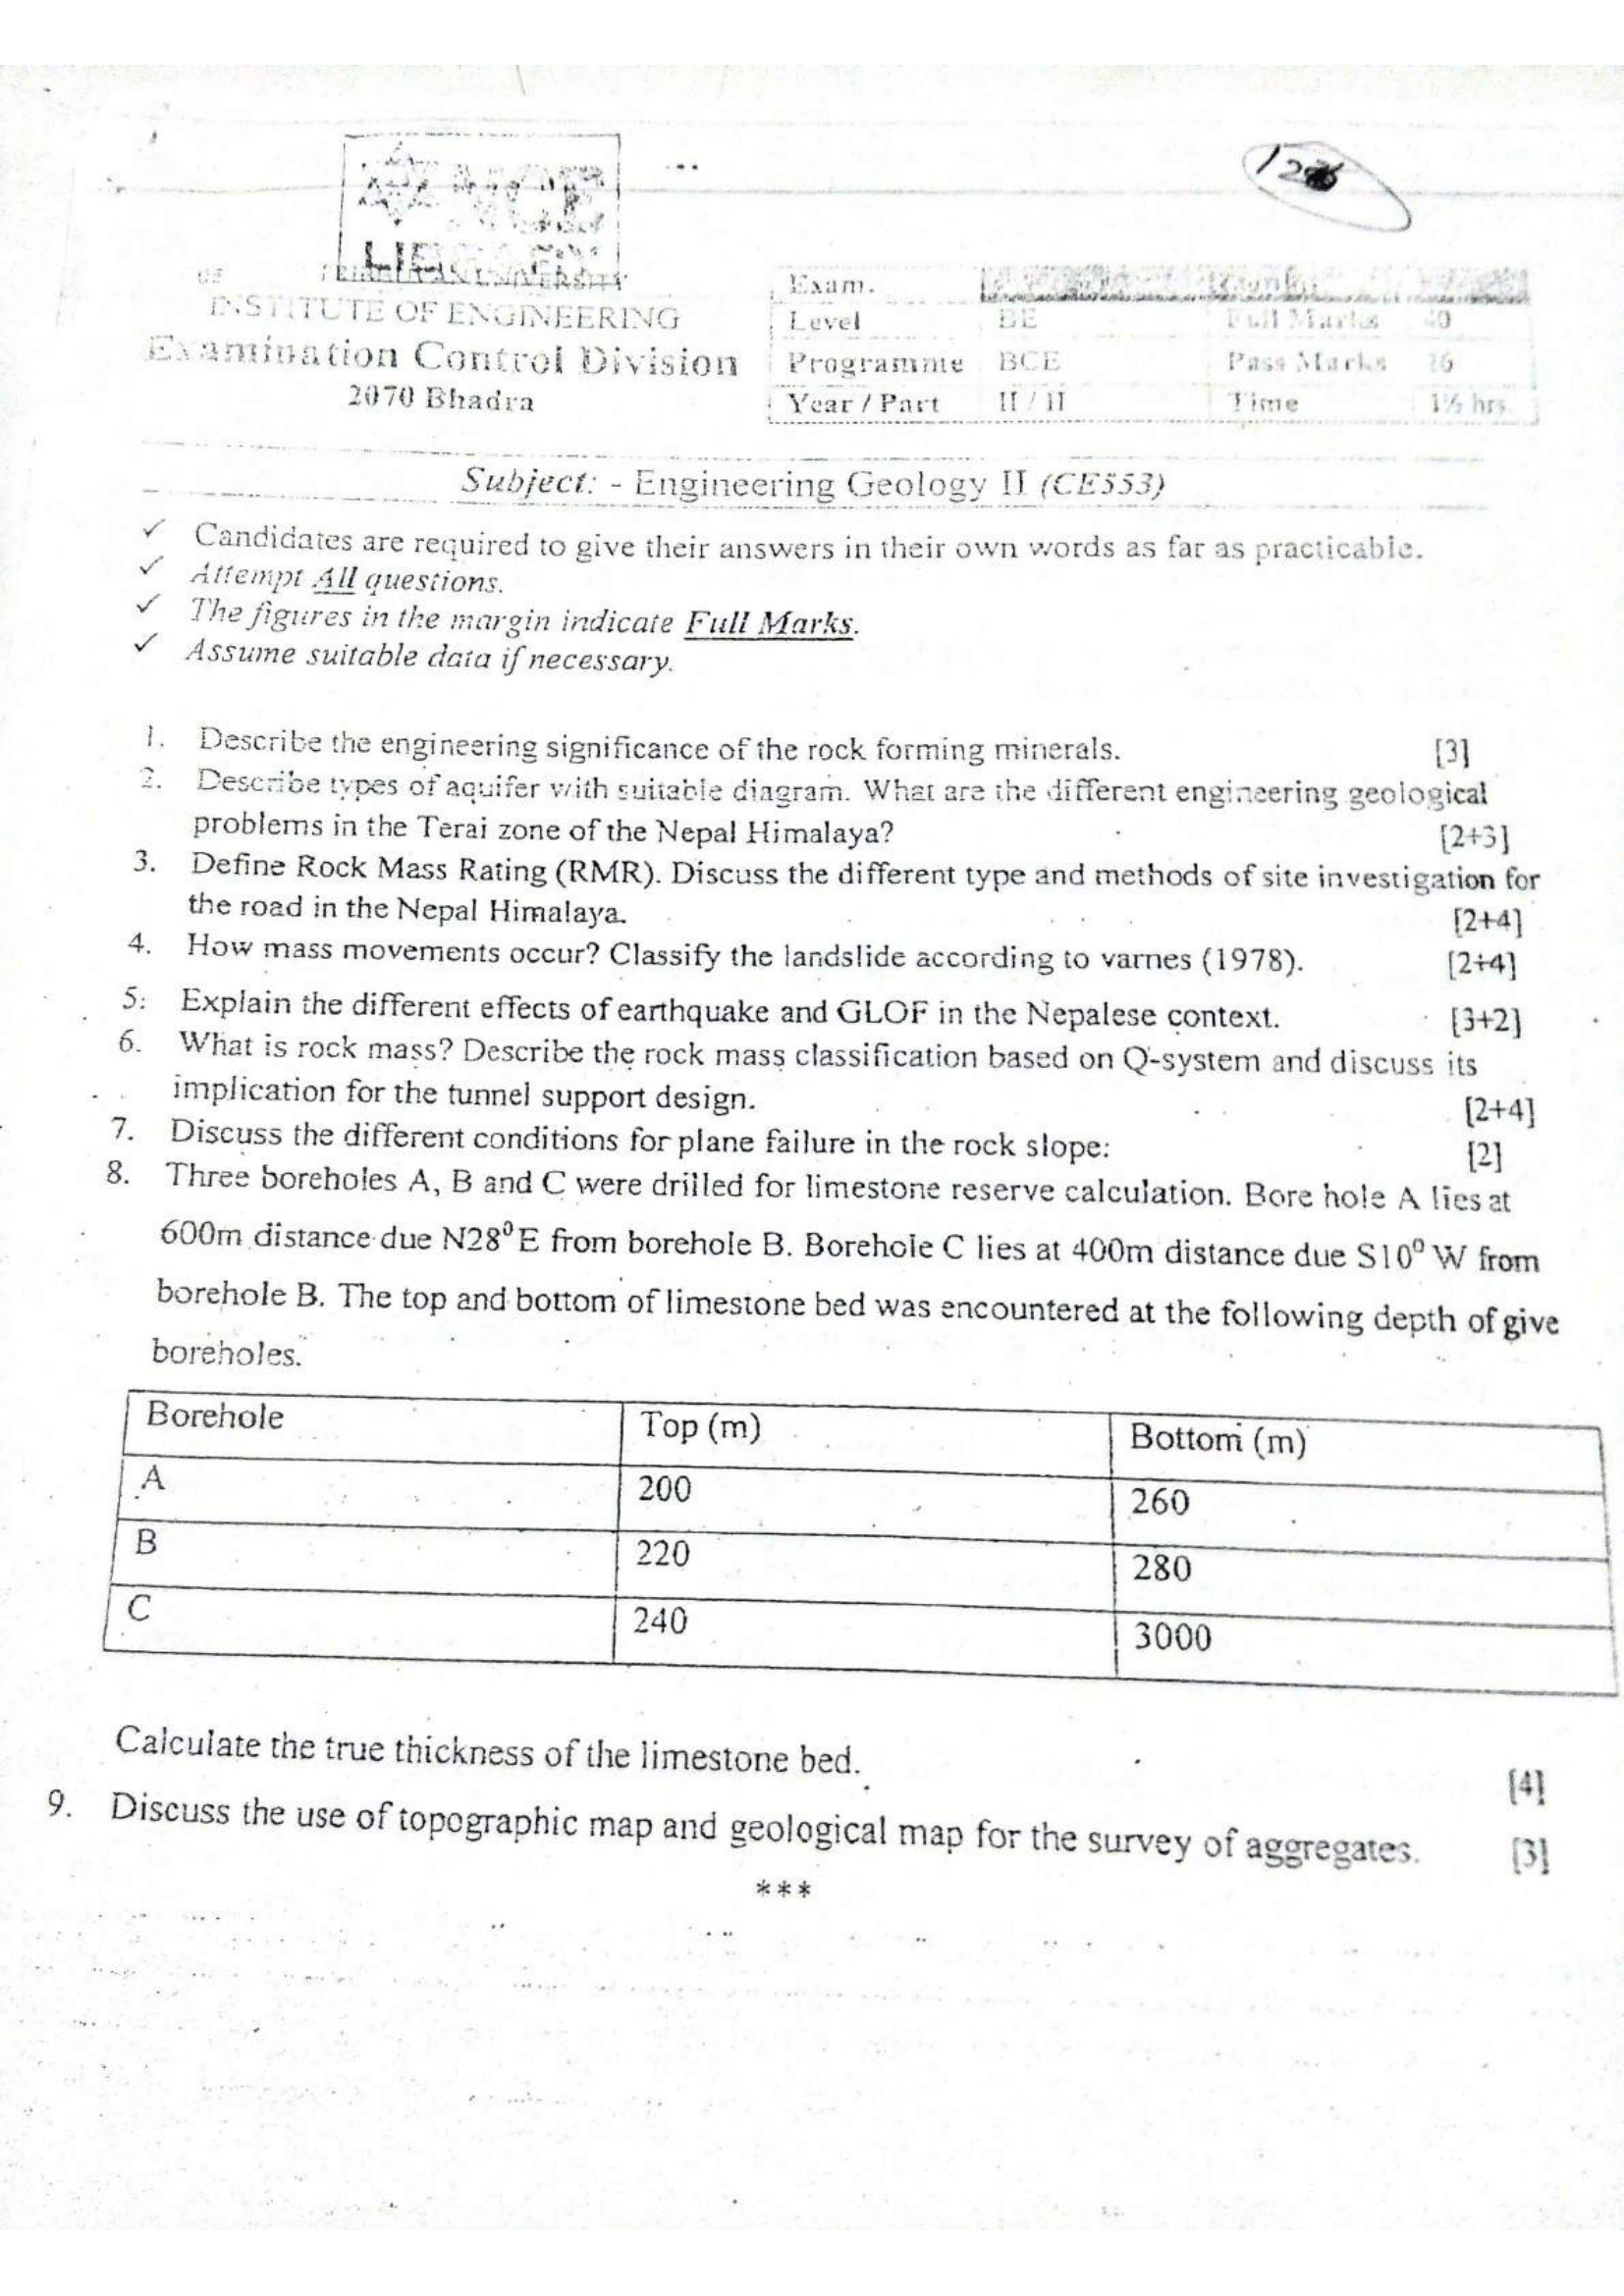 TRIBHUVAN UNIVERSITY
INSTITUTE OF ENGINEERING
Examination Control Division
2070 Bhadra
Exam. Regular
Level BE Full Marks 40
Programme BCE Pass Marks 16
Year / Part II / II Time 1½ hrs.
Subject: - Engineering Geology II (CE553)
✓ Candidates are required to give their answers in their own words as far as practicable.
✓ Attempt All questions.
✓ The figures in the margin indicate Full Marks.
✓ Assume suitable data if necessary.
1. Describe the engineering significance of the rock forming minerals. [3]
2. Describe types of aquifer with suitable diagram. What are the different engineering geological
problems in the Terai zone of the Nepal Himalaya? [2+3]
3. Define Rock Mass Rating (RMR). Discuss the different type and methods of site investigation for
the road in the Nepal Himalaya. [2+4]
4. How mass movements occur? Classify the landslide according to varnes (1978). [2+4]
5: Explain the different effects of earthquake and GLOF in the Nepalese context. [3+2]
6. What is rock mass? Describe the rock mass classification based on Q-system and discuss its
implication for the tunnel support design. [2+4]
7. Discuss the different conditions for plane failure in the rock slope: [2]
8. Three boreholes A, B and C were drilled for limestone reserve calculation. Bore hole A lies at
600m distance due N28⁰E from borehole B. Borehole C lies at 400m distance due S10⁰ W from
borehole B. The top and bottom of limestone bed was encountered at the following depth of give
boreholes.
Borehole Top (m) Bottom (m)
A 200 260
B 220 280
C 240 3000
Calculate the true thickness of the limestone bed. [4]
9. Discuss the use of topographic map and geological map for the survey of aggregates. [3]
***